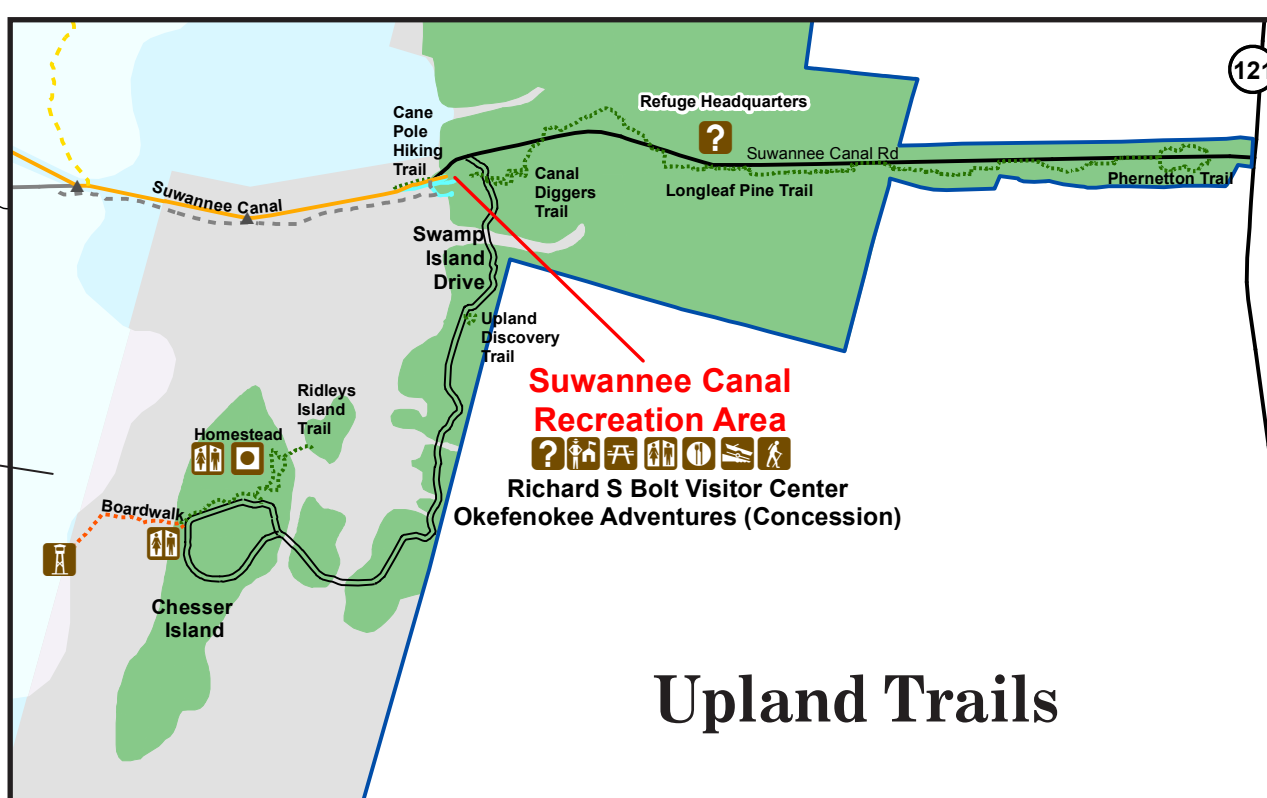 121
Refuge Headquarters
?
Cane
Pole
Hiking
Trail
Suwannee Canal Rd
Canal
Diggers
Trail
Longleaf Pine Trail
Phernetton Trail
Suwannee Canal
Swamp
Island
Drive
Upland
Discovery
Trail
Suwannee Canal
Recreation Area
?
Richard S Bolt Visitor Center
Okefenokee Adventures (Concession)
Ridleys
Island
Trail
Homestead
Boardwalk
Chesser
Island
Upland Trails